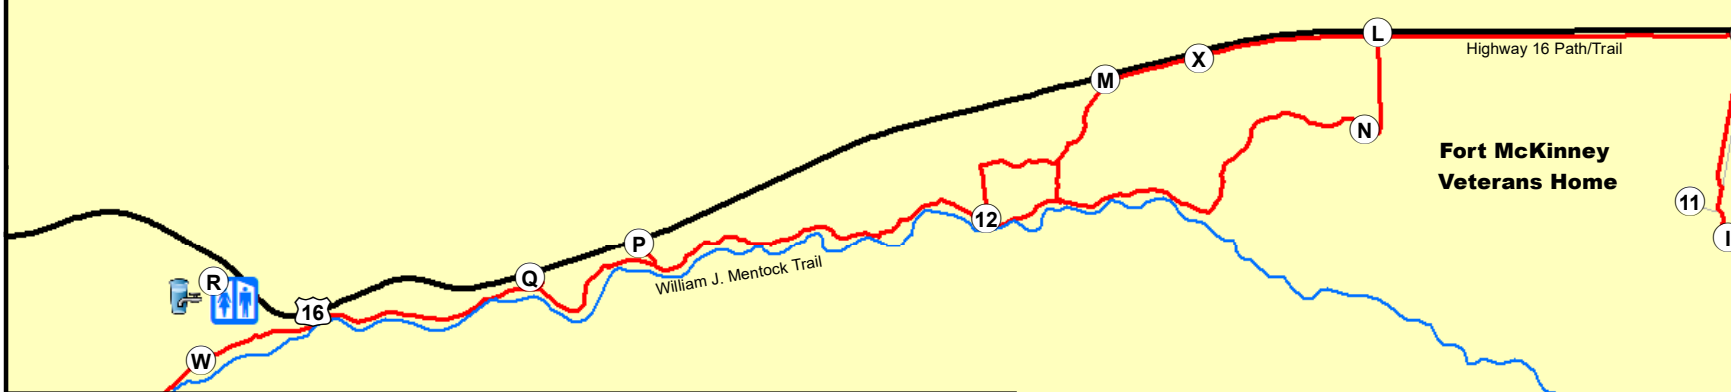 L
Highway 16 Path/Trail
X
M
N
Fort McKinney
Veterans Home
11
12
I
P
William J. Mentock Trail
Q
R
16
W